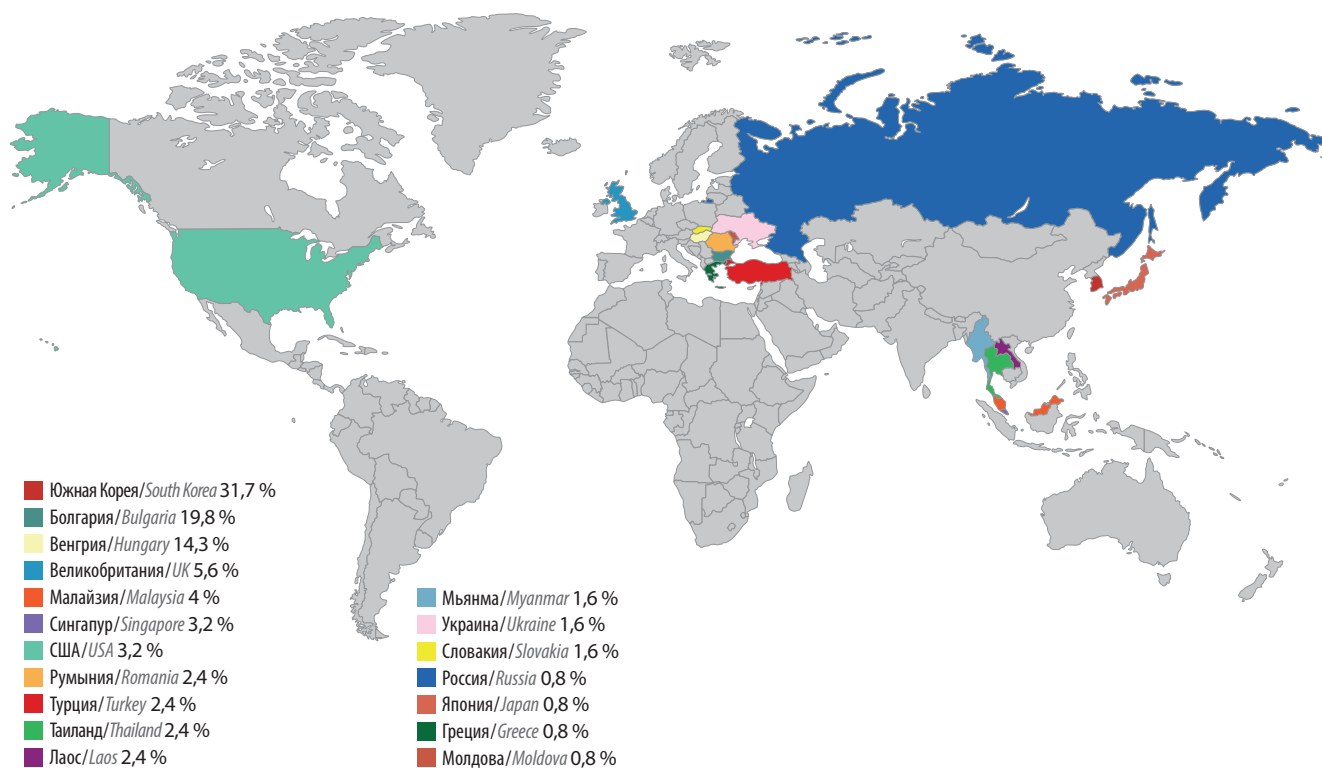 Южная Корея/South Korea 31,7 %
Болгария/Bulgaria 19,8 %
Венгрия/Hungary 14,3 %
Великобритания/UK 5,6 %
Малайзия/Malaysia 4 %
Сингапур/Singapore 3,2 %
США/USA 3,2 %
Румыния/Romania 2,4 %
Турция/Turkey 2,4 %
Таиланд/Thailand 2,4 %
Лаос/Laos 2,4 %
Мьянма/Myanmar 1,6 %
Украина/Ukraine 1,6 %
Словакия/Slovakia 1,6 %
Россия/Russia 0,8 %
Япония/Japan 0,8 %
Греция/Greece 0,8 %
Молдова/Moldova 0,8 %